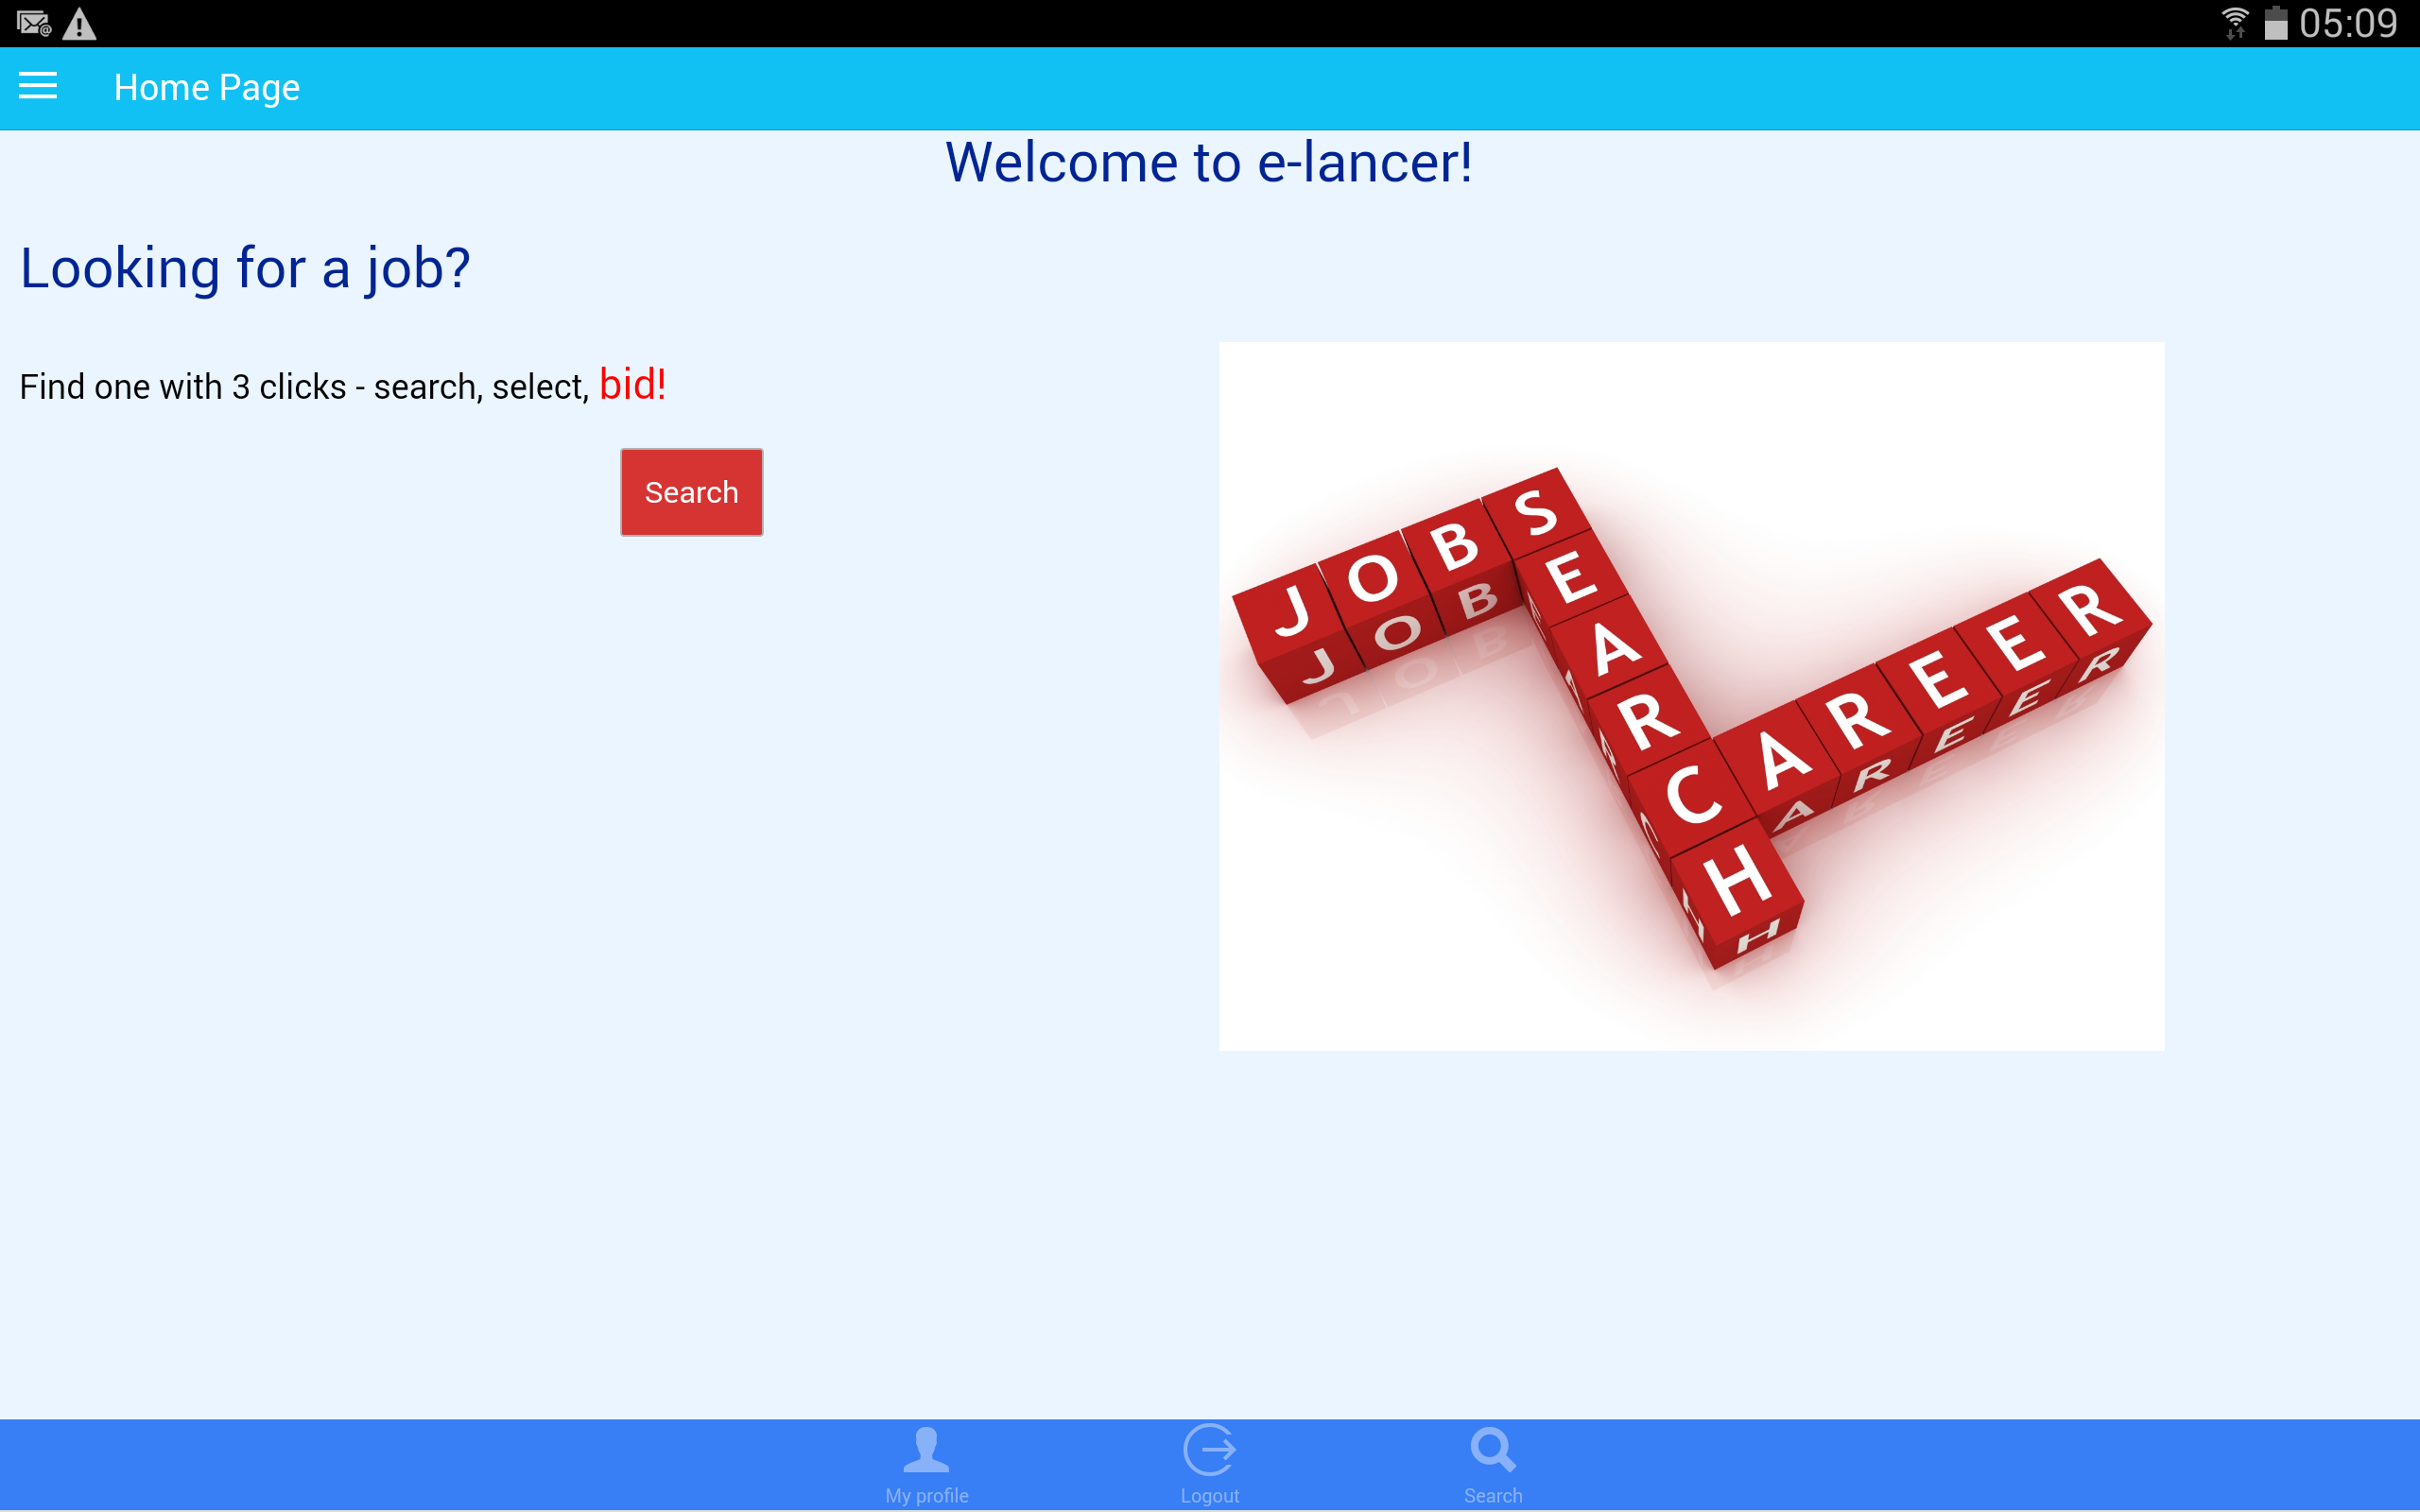 05:09
Home Page
Welcome to e-lancer!
Looking for a job?
Find one with 3 clicks - search, select, bid!
Search
JOB
SEARCH
CAREER
My profile
Logout
Search